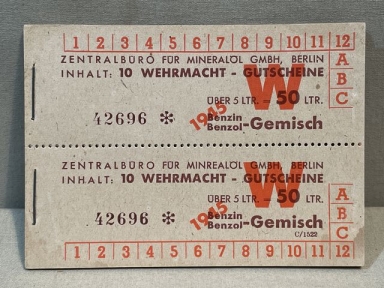 1 2 3 4 5 6 7 8 9 10 11 12
ZENTRALBÜRO FÜR MINERALÖL GMBH, BERLIN
INHALT: 10 WEHRMACHT - GUTSCHEINE
W
A
B
C
ÜBER 5 LTR. = 50 LTR.
42696 *
1945
Benzin
Benzol-Gemisch
ZENTRALBÜRO FÜR MINREALÖL GMBH, BERLIN
INHALT: 10 WEHRMACHT - GUTSCHEINE
W
ÜBER 5 LTR. = 50 LTR.
A
B
C
42696 *
1945
Benzin
Benzol-Gemisch
C/1522
1 2 3 4 5 6 7 8 9 10 11 12